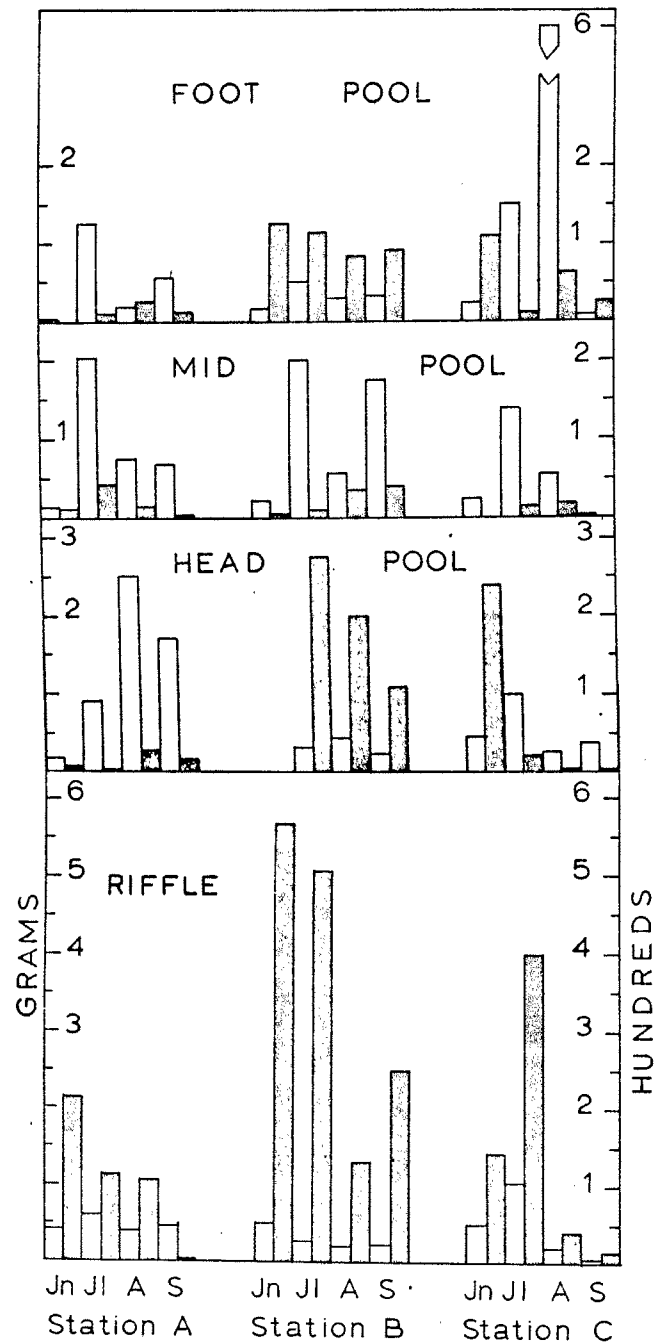 6
FOOT POOL
2 2
1
MID POOL 2
1 1
3 3
HEAD POOL
2 2
1
6 6
RIFFLE
5 5
4 4
3 3
2
1
GRAMS
HUNDREDS
Jn Jl A S Jn Jl A S Jn Jl A S
Station A Station B Station C